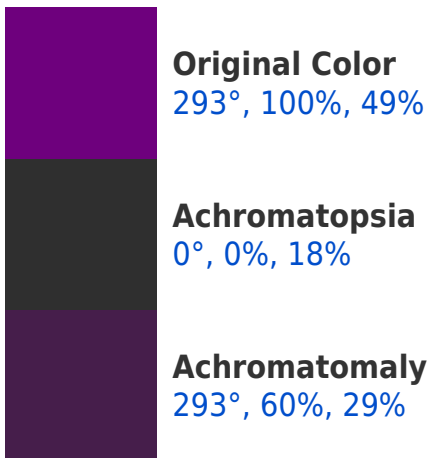 Original Color
293°, 100%, 49%
Achromatopsia
0°, 0%, 18%
Achromatomaly
293°, 60%, 29%